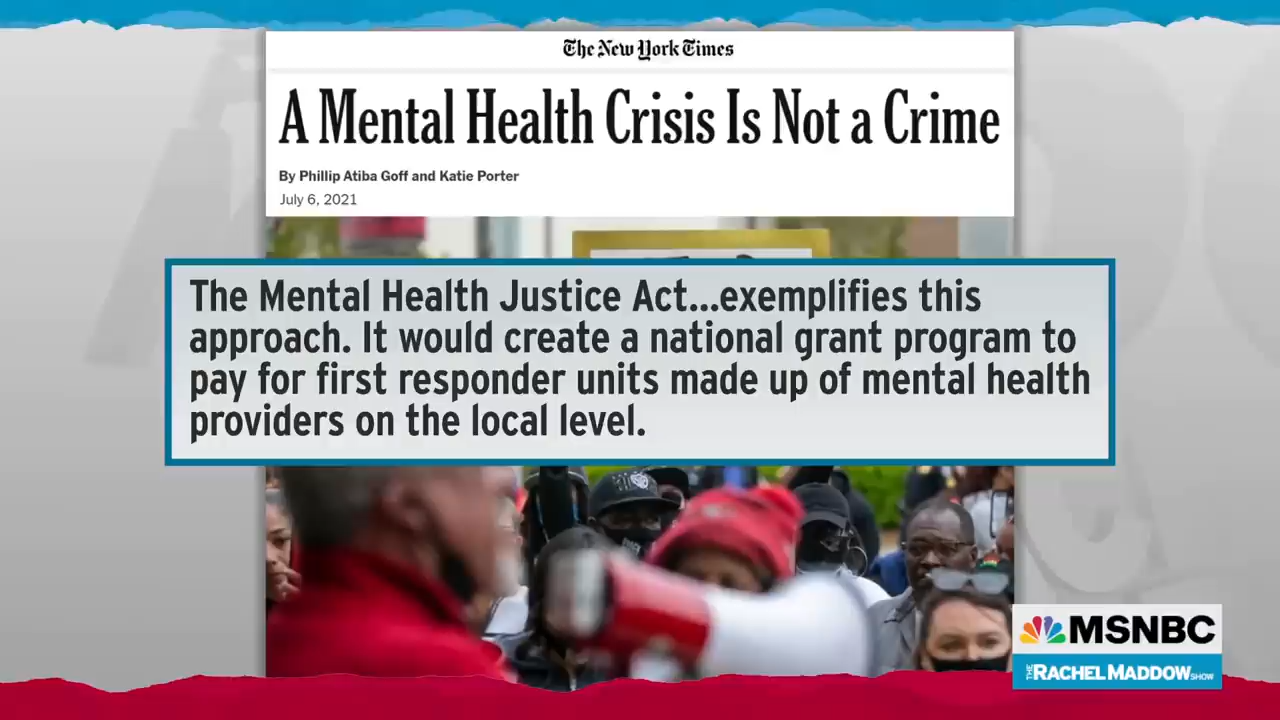 The New York Times
A Mental Health Crisis Is Not a Crime
By Phillip Atiba Goff and Katie Porter
July 6, 2021
The Mental Health Justice Act...exemplifies this
approach. It would create a national grant program to
pay for first responder units made up of mental health
providers on the local level.
MSNBC
THE RACHEL MADDOW SHOW